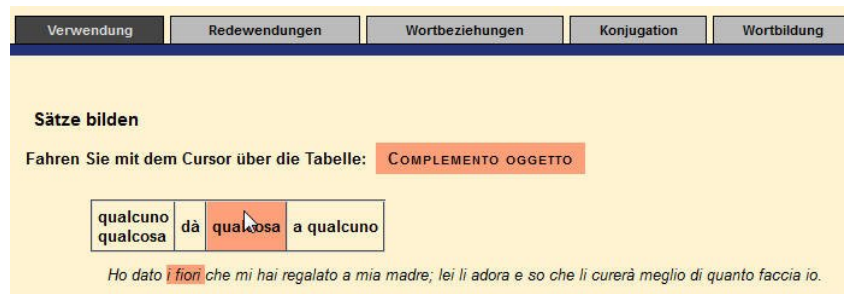 Verwendung Redewendungen Wortbeziehungen Konjugation Wortbildung
Sätze bilden
Fahren Sie mit dem Cursor über die Tabelle: COMPLEMENTO OGGETTO
qualcuno
qualcosa dà qualcosa a qualcuno
Ho dato i fiori che mi hai regalato a mia madre; lei li adora e so che li curerà meglio di quanto faccia io.